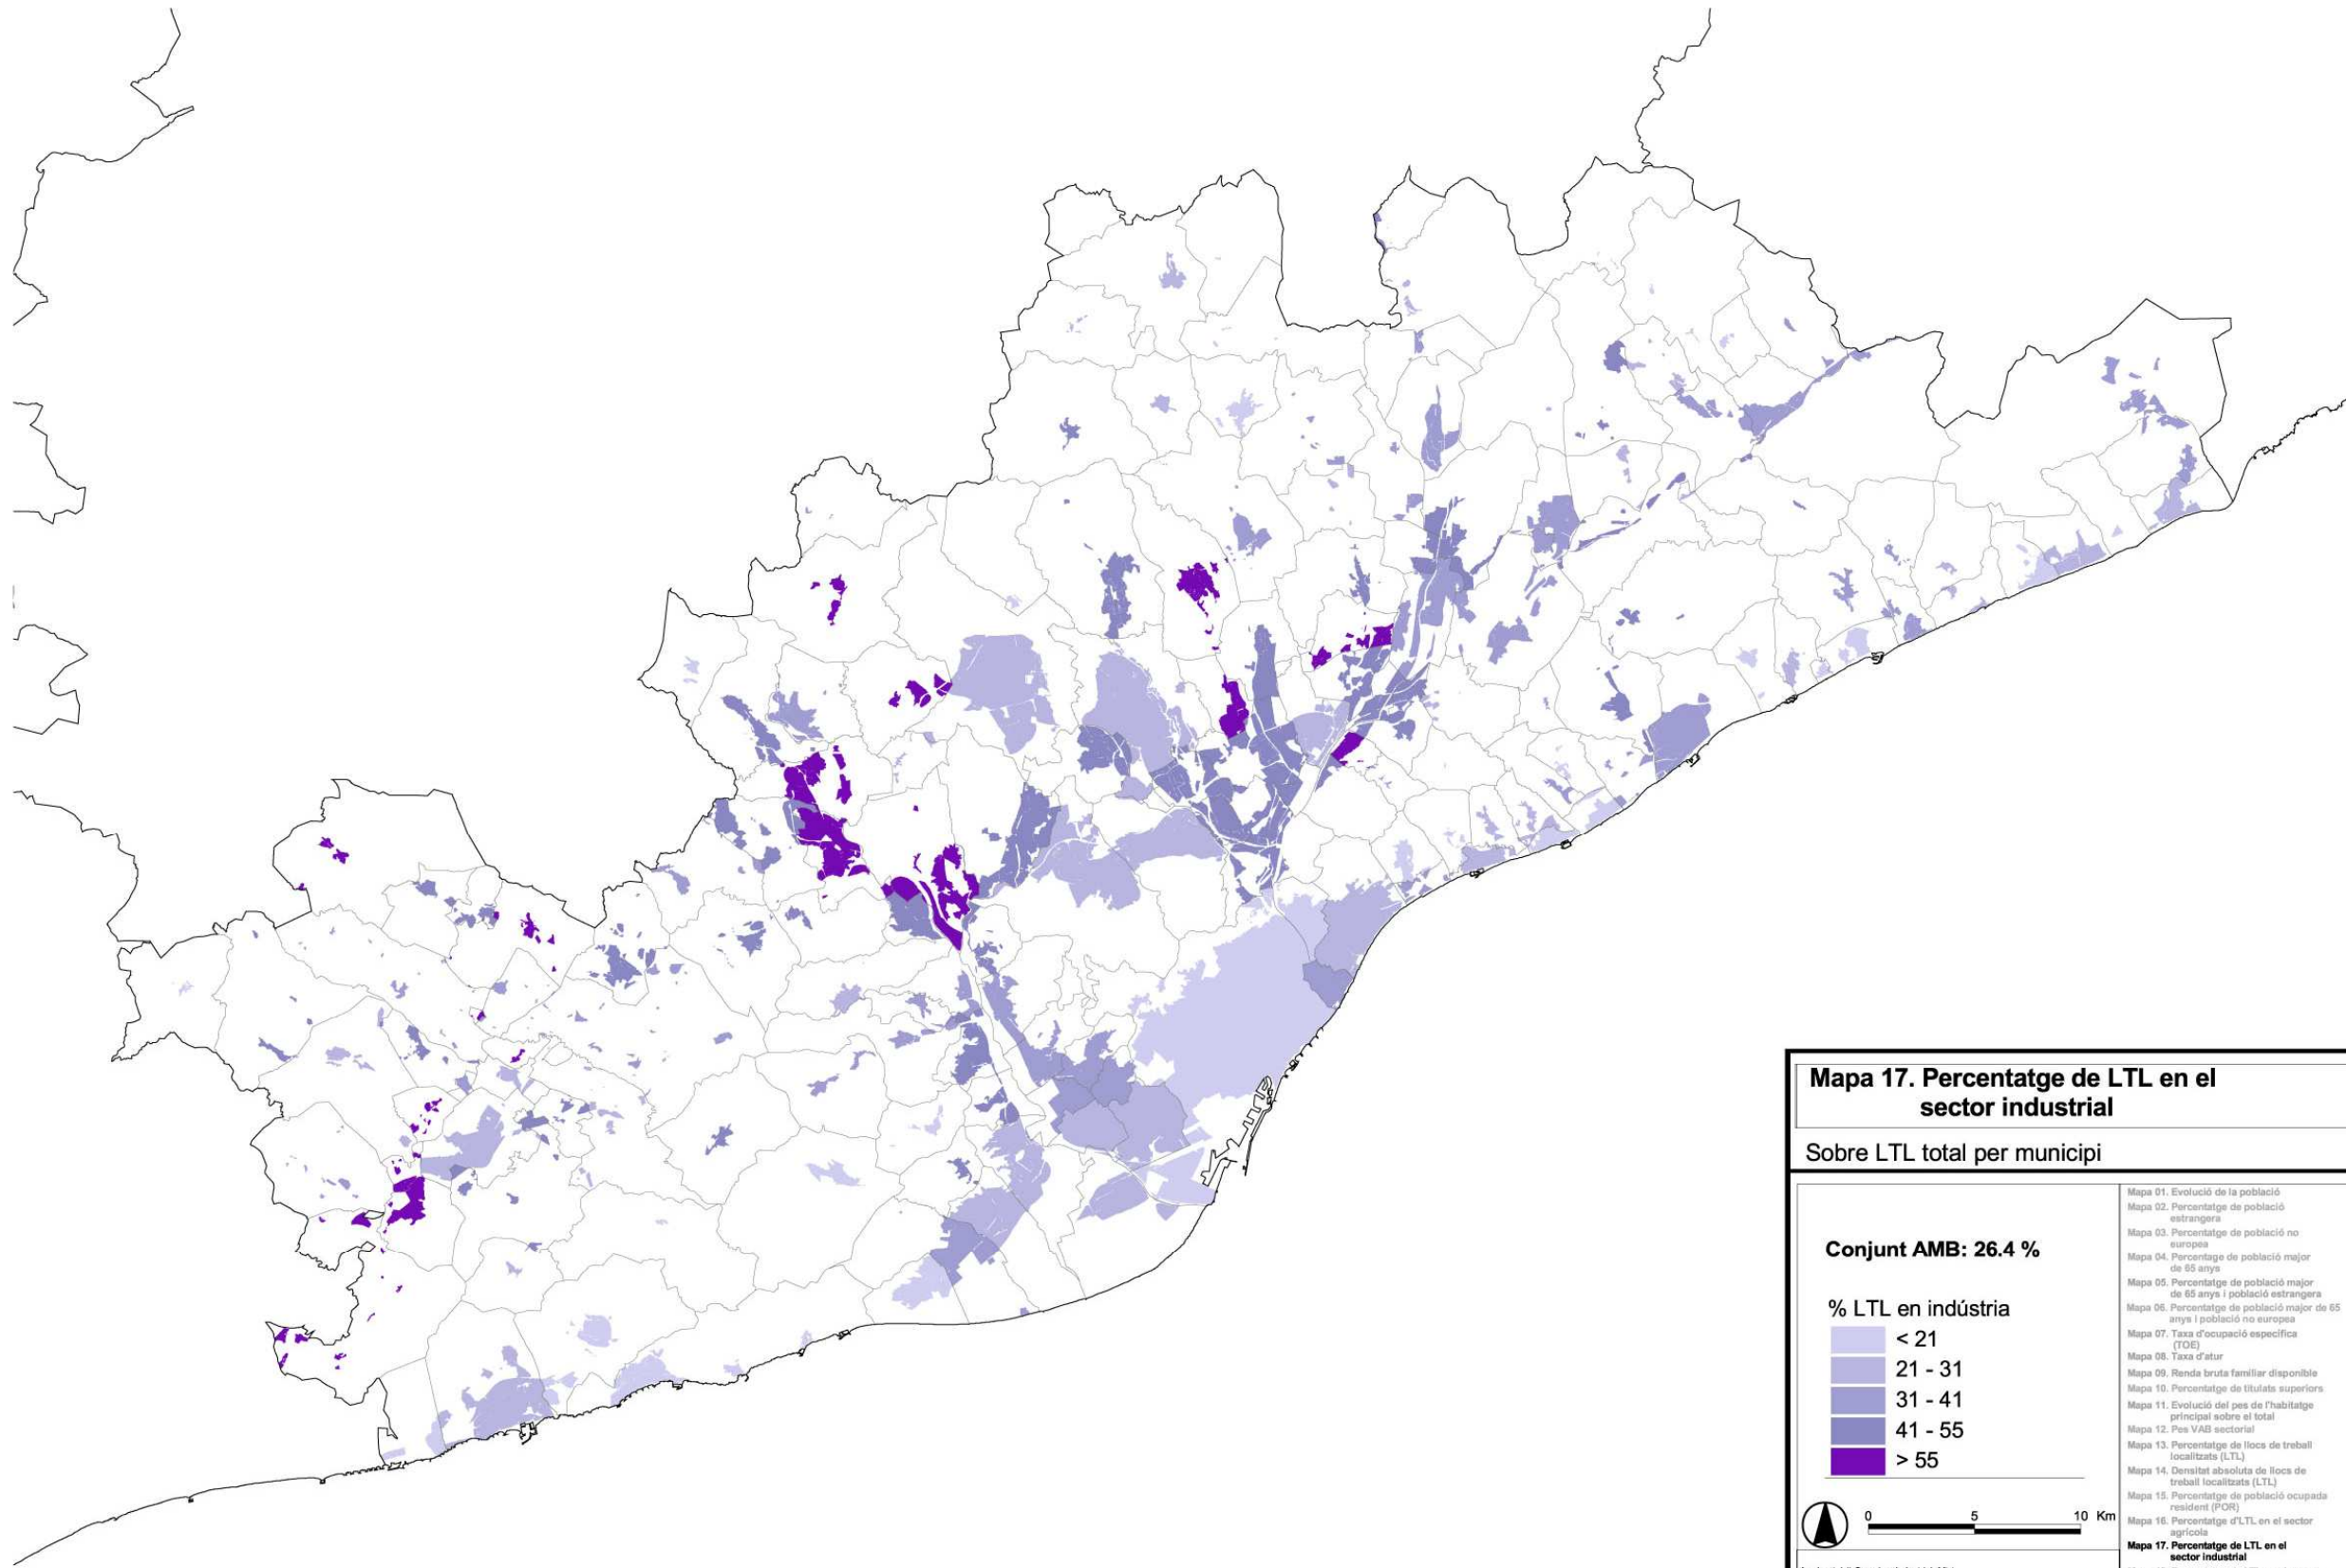 Mapa 17. Percentatge de LTL en el
sector industrial
Sobre LTL total per municipi
Conjunt AMB: 26.4 %
% LTL en indústria
< 21
21 - 31
31 - 41
41 - 55
> 55
0 5 10 Km
Mapa 01. Evolució de la població
Mapa 02. Percentatge de població
estrangera
Mapa 03. Percentatge de població no
europea
Mapa 04. Percentage de població major
de 65 anys
Mapa 05. Percentatge de població major
de 65 anys i població estrangera
Mapa 06. Percentatge de població major de 65
anys i població no europea
Mapa 07. Taxa d'ocupació específica
(TOE)
Mapa 08. Taxa d'atur
Mapa 09. Renda bruta familiar disponible
Mapa 10. Percentatge de titulats superiors
Mapa 11. Evolució del pes de l'habitatge
principal sobre el total
Mapa 12. Pes VAB sectorial
Mapa 13. Percentatge de llocs de treball
localitzats (LTL)
Mapa 14. Densitat absoluta de llocs de
treball localitzats (LTL)
Mapa 15. Percentatge de població ocupada
resident (POR)
Mapa 16. Percentatge d'LTL en el sector
agrícola
Mapa 17. Percentatge de LTL en el
sector industrial